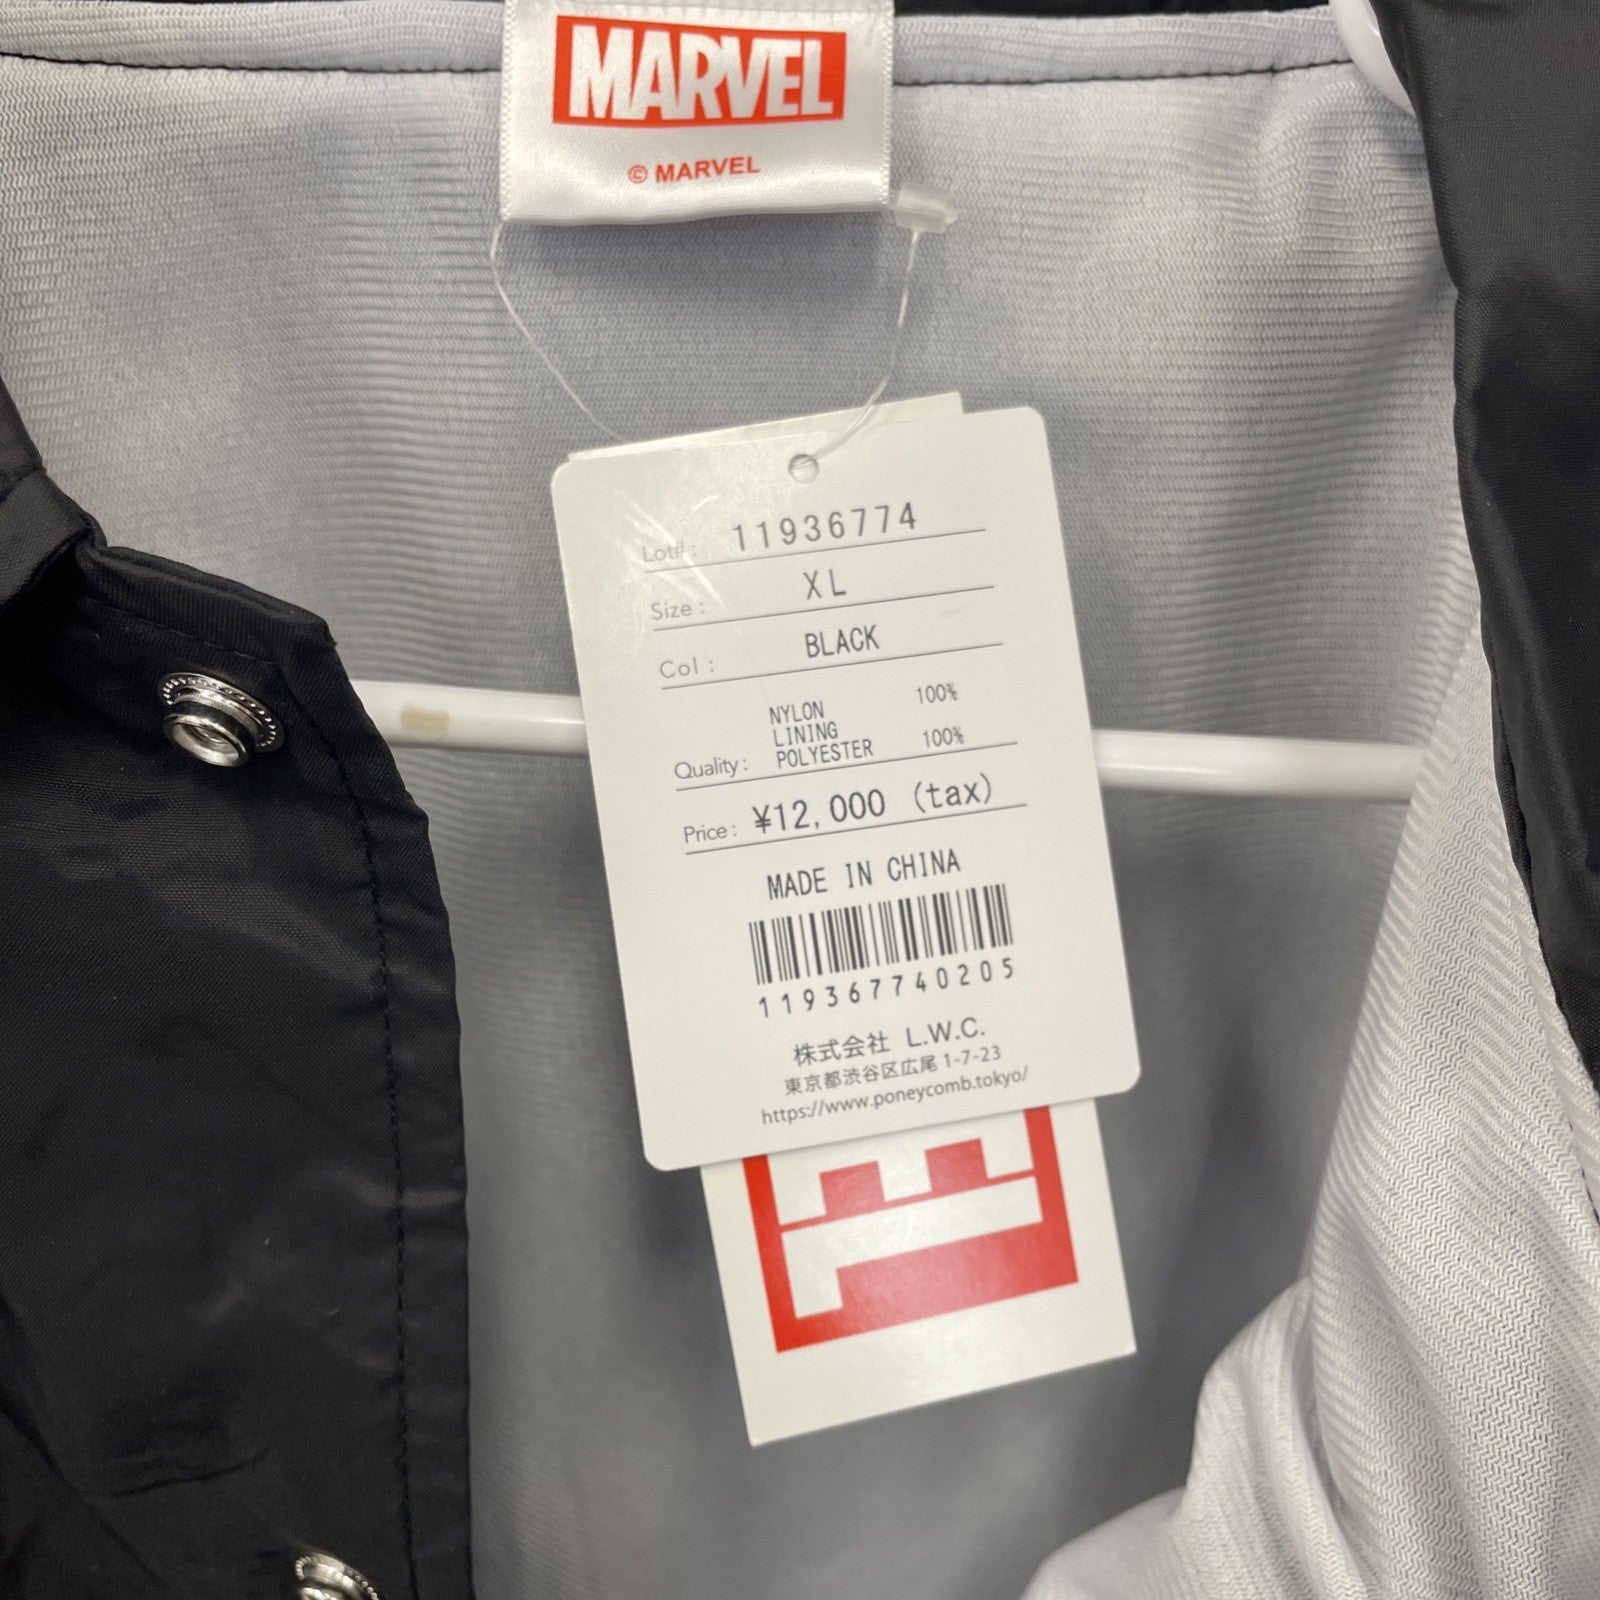 MARVEL
© MARVEL
Lot#: 11936774
Size: XL
Col: BLACK
NYLON 100%
LINING
Quality: POLYESTER 100%
Price: ¥12,000 (tax)
MADE IN CHINA
119367740205
株式会社 L.W.C.
東京都渋谷区広尾 1-7-23
https://www.poneycomb.tokyo/